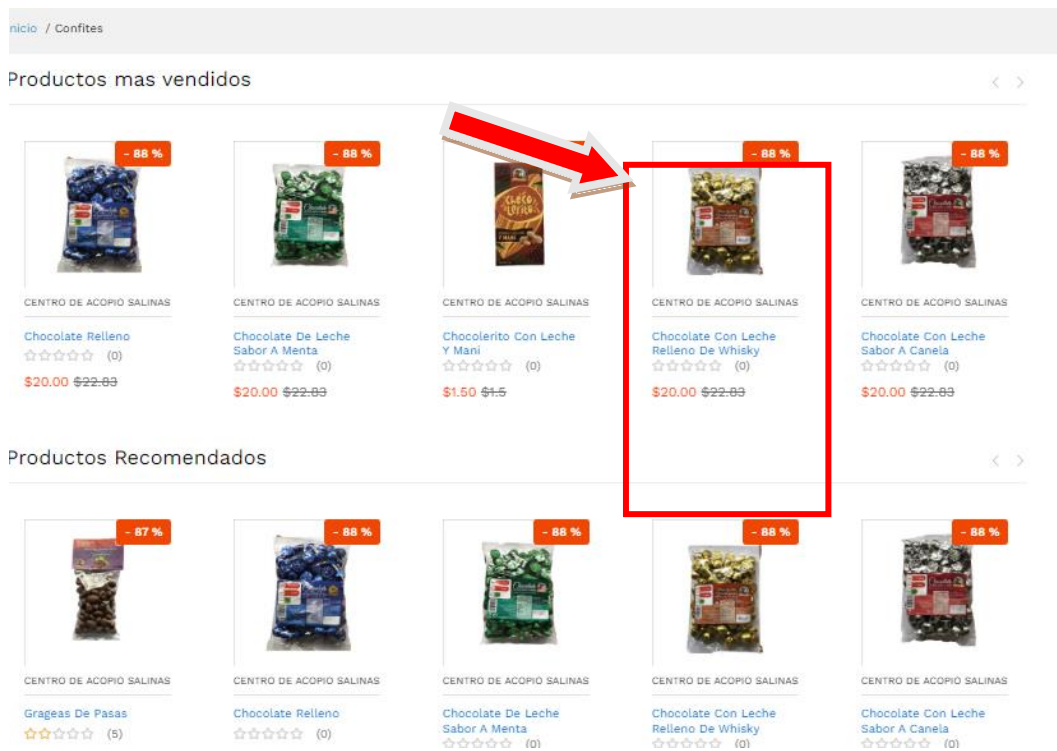 nicio / Confites
Productos mas vendidos
- 88 %
- 88 %
- 88 %
- 88 %
CENTRO DE ACOPIO SALINAS
CENTRO DE ACOPIO SALINAS
CENTRO DE ACOPIO SALINAS
CENTRO DE ACOPIO SALINAS
CENTRO DE ACOPIO SALINAS
Chocolate Relleno
(0)
$20.00 $22.83
Chocolate De Leche
Sabor A Menta
(0)
$20.00 $22.83
Chocolerito Con Leche
Y Mani
(0)
$1.50 $1.5
Chocolate Con Leche
Relleno De Whisky
(0)
$20.00 $22.83
Chocolate Con Leche
Sabor A Canela
(0)
$20.00 $22.83
Productos Recomendados
- 87 %
- 88 %
- 88 %
- 88 %
- 88 %
CENTRO DE ACOPIO SALINAS
CENTRO DE ACOPIO SALINAS
CENTRO DE ACOPIO SALINAS
CENTRO DE ACOPIO SALINAS
CENTRO DE ACOPIO SALINAS
Grageas De Pasas
(5)
Chocolate Relleno
(0)
Chocolate De Leche
Sabor A Menta
(0)
Chocolate Con Leche
Relleno De Whisky
(0)
Chocolate Con Leche
Sabor A Canela
(0)